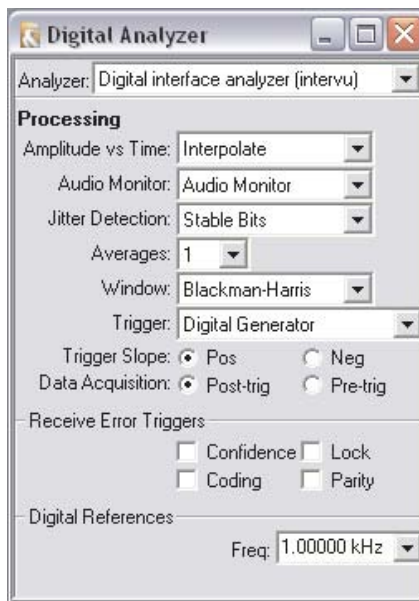 Digital Analyzer
Analyzer: Digital interface analyzer (intervu)
Processing
Amplitude vs Time: Interpolate
Audio Monitor: Audio Monitor
Jitter Detection: Stable Bits
Averages: 1
Window: Blackman-Harris
Trigger: Digital Generator
Trigger Slope: Pos Neg
Data Acquisition: Post-trig Pre-trig
Receive Error Triggers
Confidence Lock
Coding Parity
Digital References
Freq: 1.00000 kHz